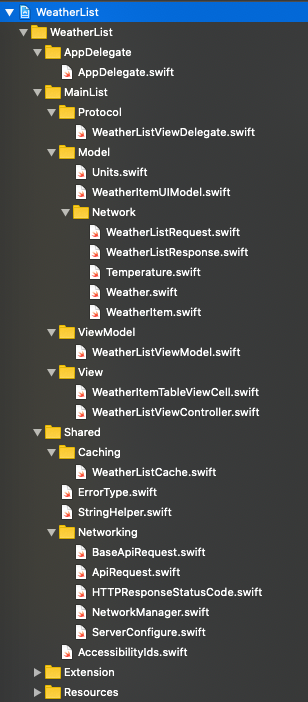 WeatherList
WeatherList
AppDelegate
AppDelegate.swift
MainList
Protocol
WeatherListViewDelegate.swift
Model
Units.swift
WeatherItemUIModel.swift
Network
WeatherListRequest.swift
WeatherListResponse.swift
Temperature.swift
Weather.swift
WeatherItem.swift
ViewModel
WeatherListViewModel.swift
View
WeatherItemTableViewCell.swift
WeatherListViewController.swift
Shared
Caching
WeatherListCache.swift
ErrorType.swift
StringHelper.swift
Networking
BaseApiRequest.swift
ApiRequest.swift
HTTPResponseStatusCode.swift
NetworkManager.swift
ServerConfigure.swift
AccessibilityIds.swift
Extension
Resources